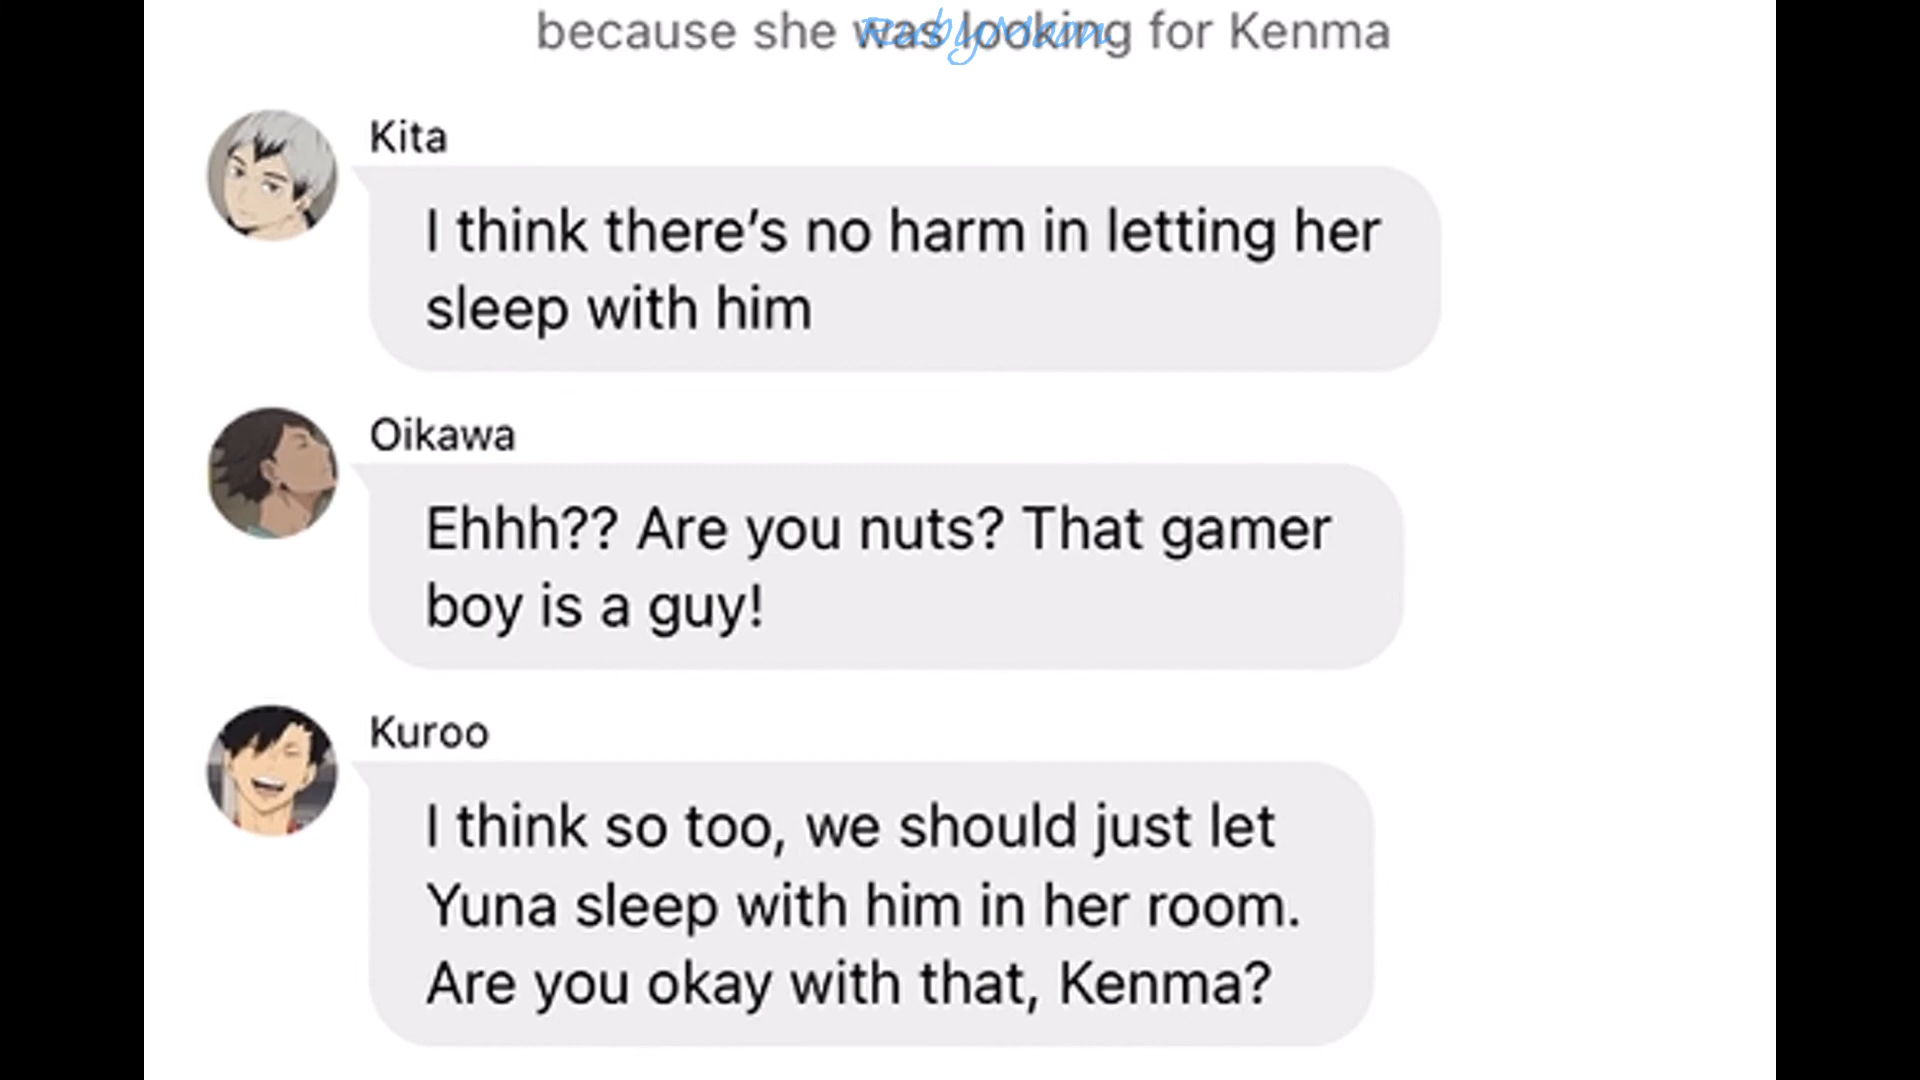 because she was looking for Kenma
RubyMoon
Kita
I think there’s no harm in letting her
sleep with him
Oikawa
Ehhh?? Are you nuts? That gamer
boy is a guy!
Kuroo
I think so too, we should just let
Yuna sleep with him in her room.
Are you okay with that, Kenma?